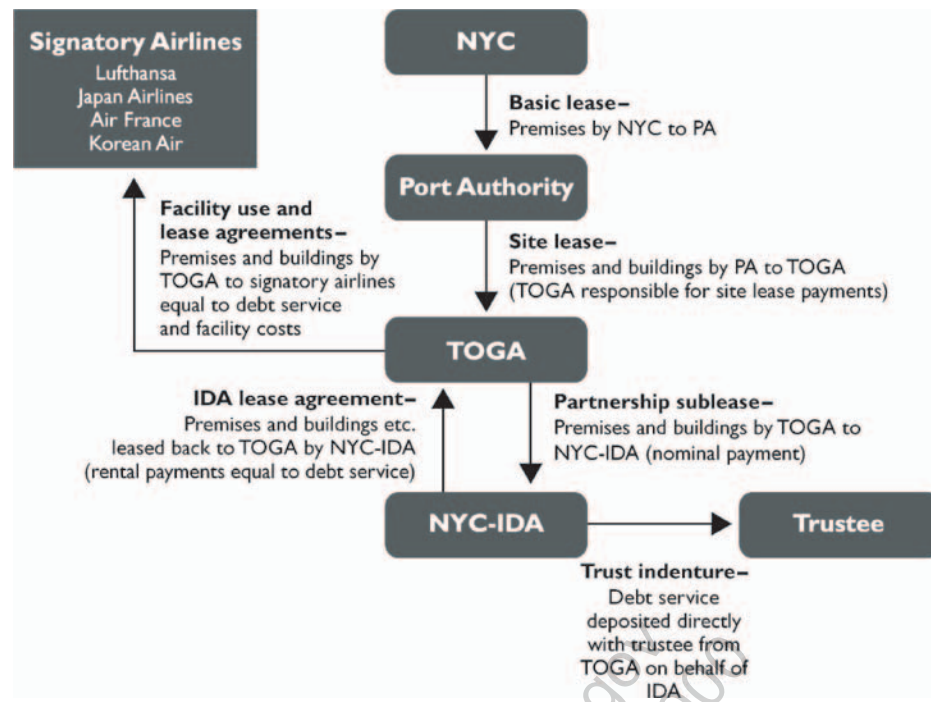 Signatory Airlines
Lufthansa
Japan Airlines
Air France
Korean Air
NYC
Basic lease–
Premises by NYC to PA
Port Authority
Facility use and
lease agreements–
Premises and buildings by
TOGA to signatory airlines
equal to debt service
and facility costs
Site lease–
Premises and buildings by PA to TOGA
(TOGA responsible for site lease payments)
TOGA
IDA lease agreement–
Premises and buildings etc.
leased back to TOGA by NYC-IDA
(rental payments equal to debt service)
Partnership sublease–
Premises and buildings by TOGA to
NYC-IDA (nominal payment)
NYC-IDA
Trustee
Trust indenture–
Debt service
deposited directly
with trustee from
TOGA on behalf of
IDA